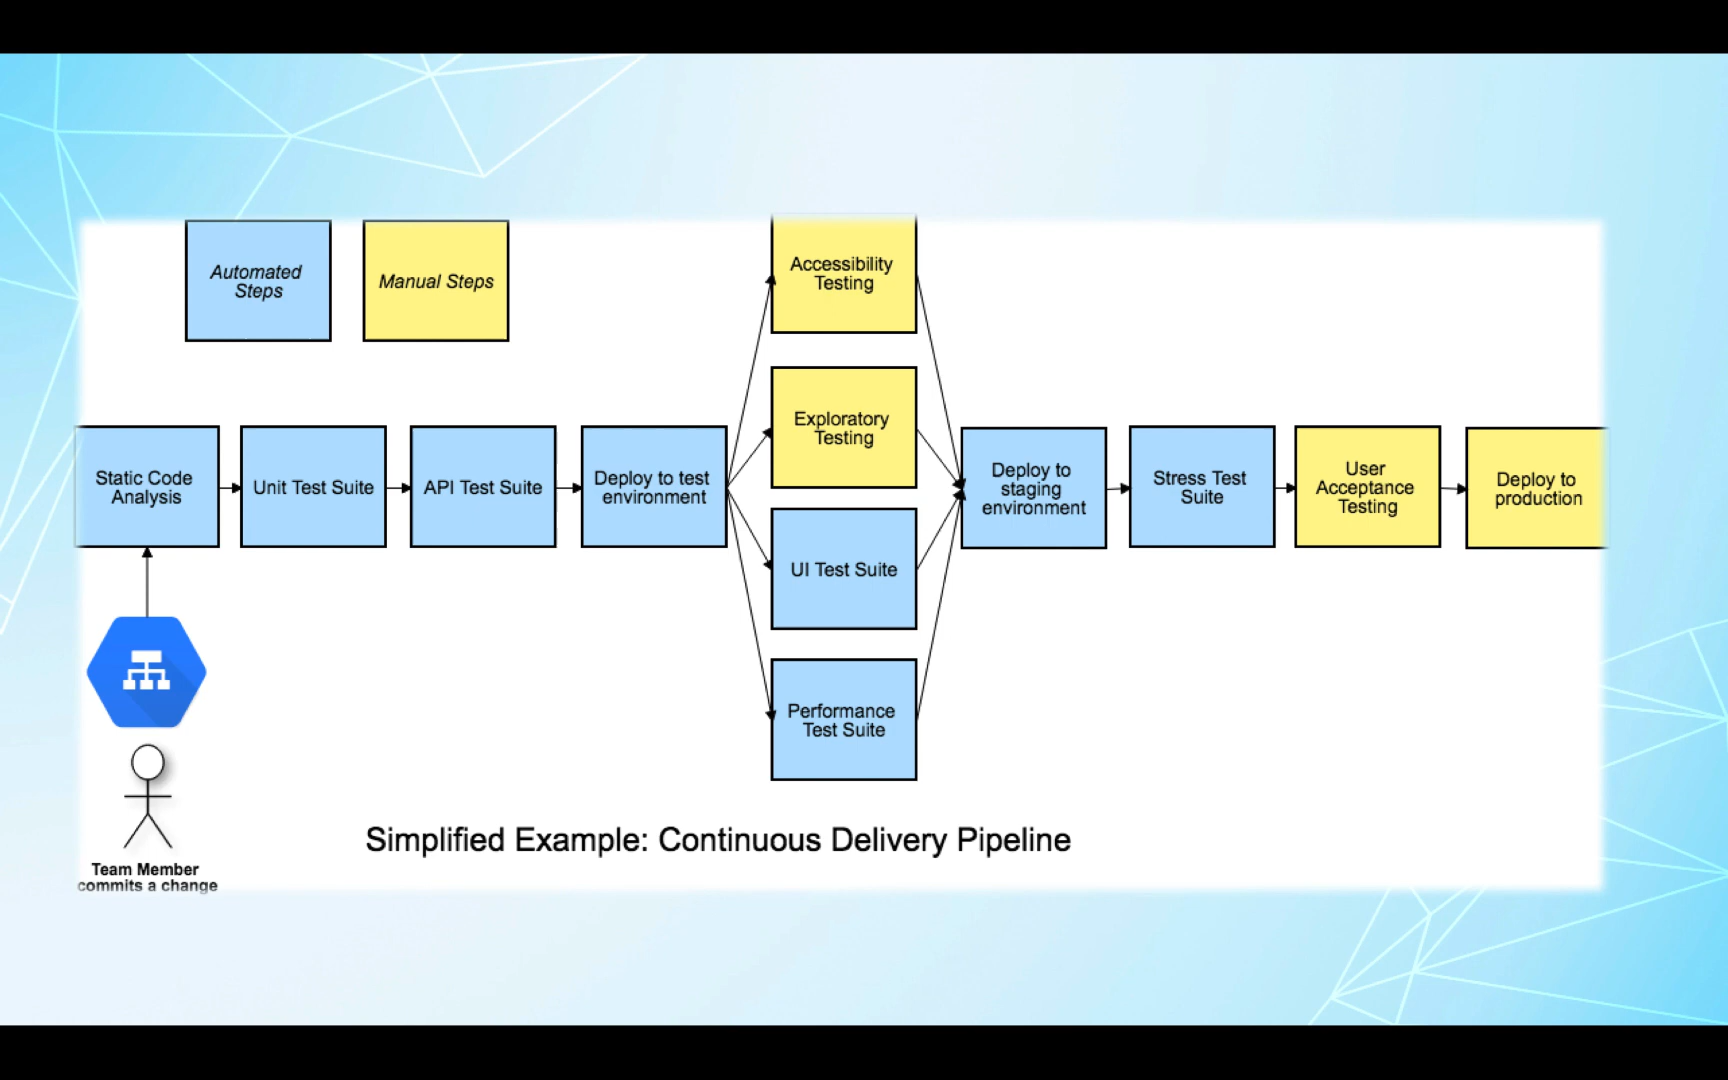 Automated
Steps
Manual Steps
Accessibility
Testing
Exploratory
Testing
Static Code
Analysis
Unit Test Suite
API Test Suite
Deploy to test
environment
Deploy to
staging
environment
Stress Test
Suite
User
Acceptance
Testing
Deploy to
production
UI Test Suite
Performance
Test Suite
Simplified Example: Continuous Delivery Pipeline
Team Member
commits a change